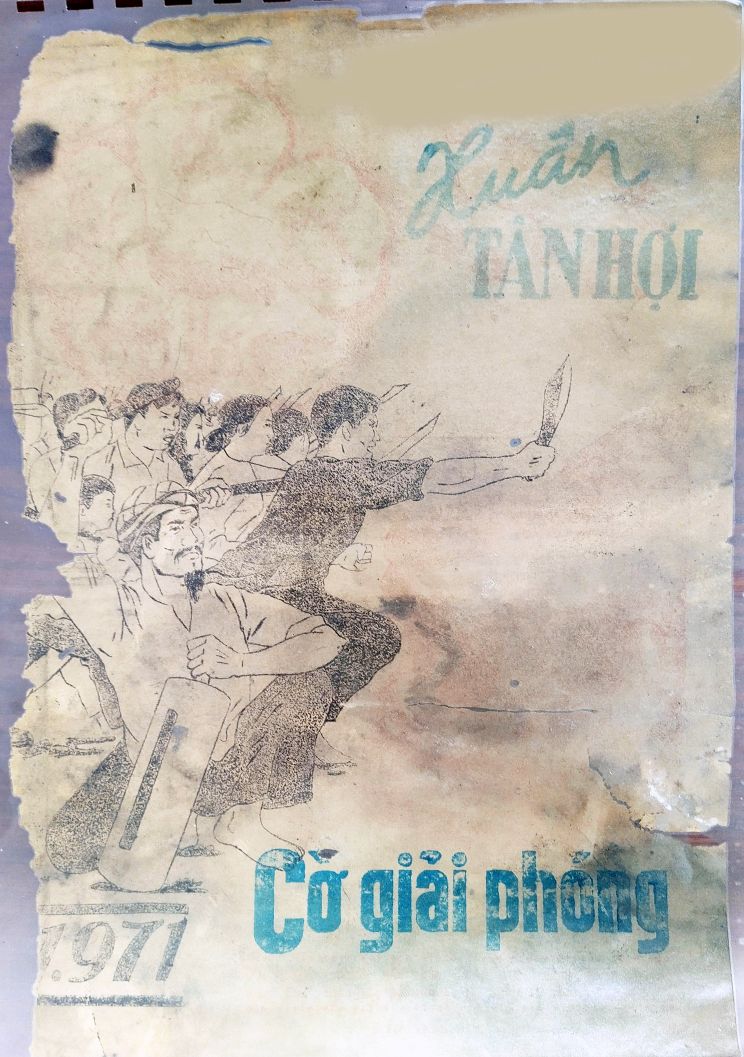 Xuân
TÂN HỢI
Cờ giải phóng
1971